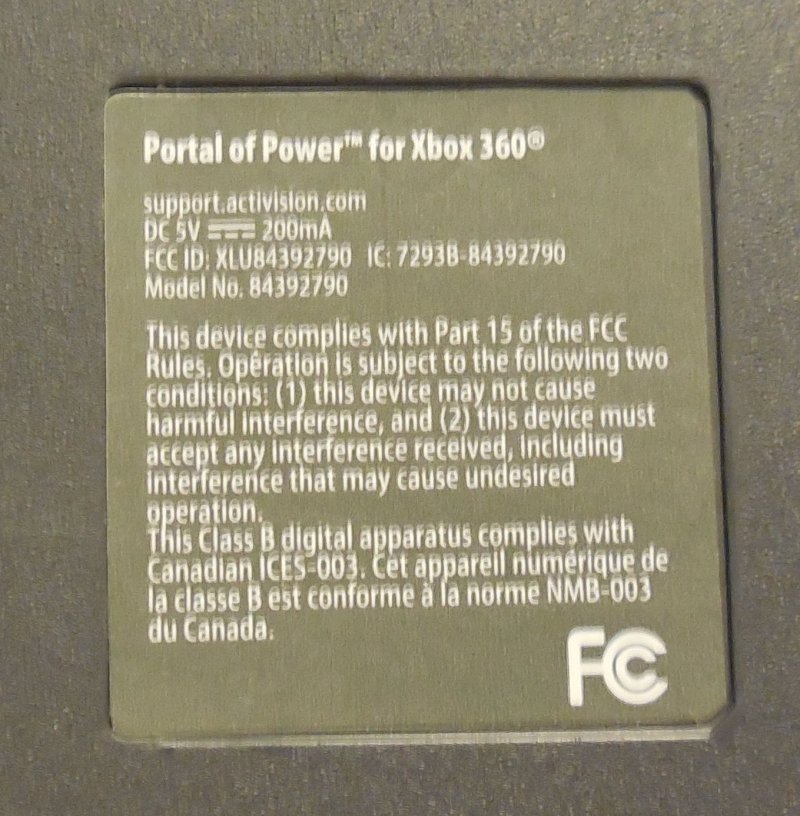 Portal of Power™ for Xbox 360®
support.activision.com
DC 5V ⎓ 200mA
FCC ID: XLU84392790 IC: 7293B-84392790
Model No. 84392790
This device complies with Part 15 of the FCC
Rules. Operation is subject to the following two
conditions: (1) this device may not cause
harmful interference, and (2) this device must
accept any interference received, including
interference that may cause undesired
operation.
This Class B digital apparatus complies with
Canadian ICES-003. Cet appareil numérique de
la classe B est conforme à la norme NMB-003
du Canada.
FC